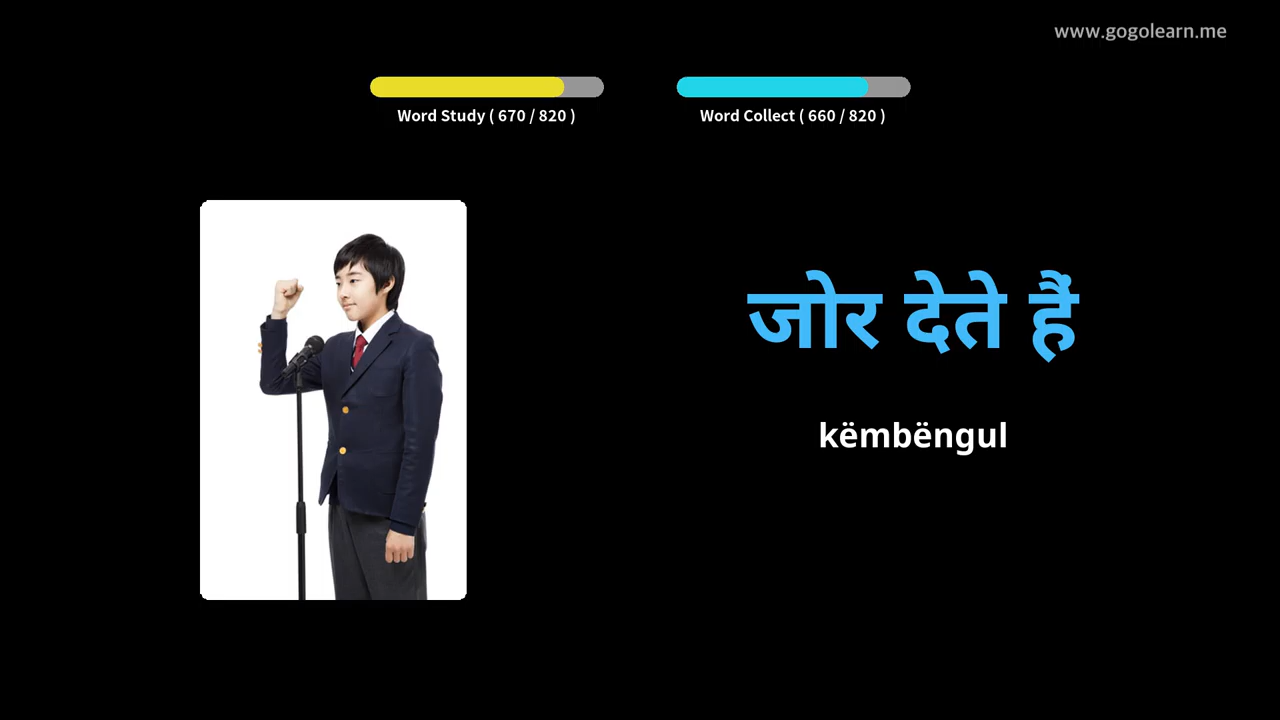 www.gogolearn.me
Word Study ( 670 / 820 )
Word Collect ( 660 / 820 )
जोर देते हैं
këmbëngul